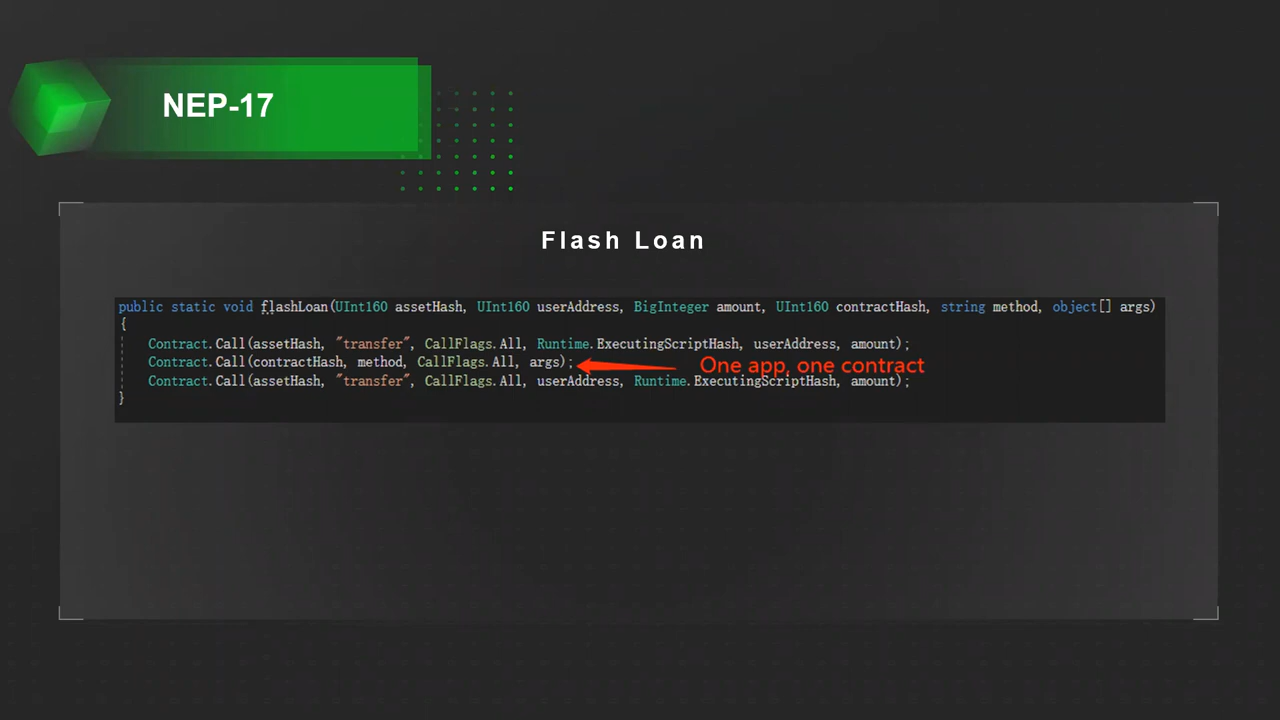 NEP-17
Flash Loan
public static void flashLoan(UInt160 assetHash, UInt160 userAddress, BigInteger amount, UInt160 contractHash, string method, object[] args)
{
Contract.Call(assetHash, "transfer", CallFlags.All, Runtime.ExecutingScriptHash, userAddress, amount);
Contract.Call(contractHash, method, CallFlags.All, args);
One app, one contract
Contract.Call(assetHash, "transfer", CallFlags.All, userAddress, Runtime.ExecutingScriptHash, amount);
}